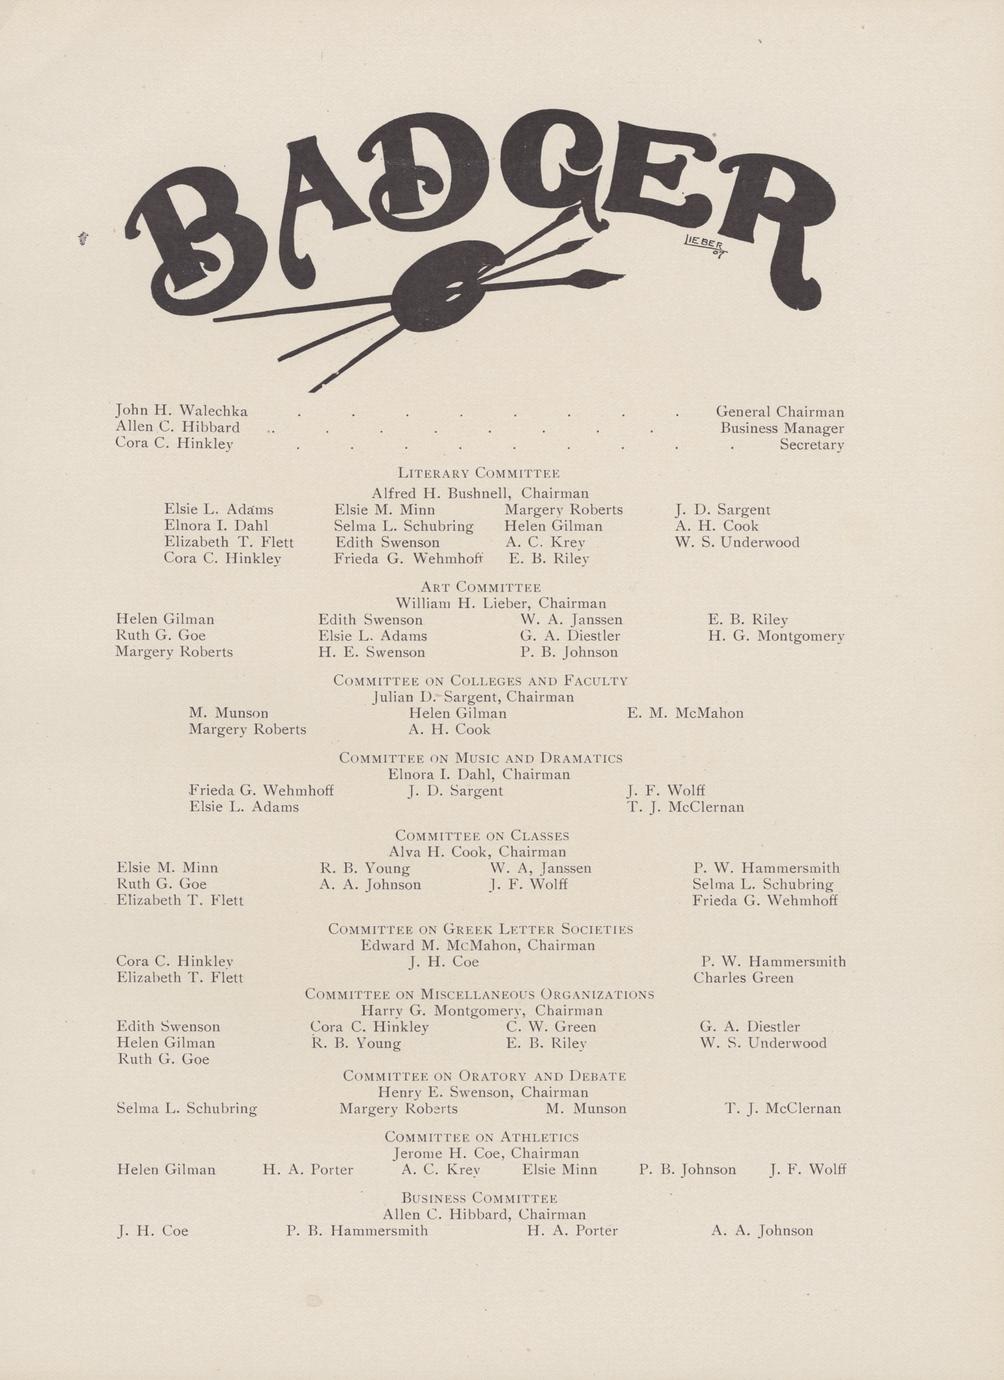 BADGER
LIEBER
07
John H. Walechka . . . . . . . . General Chairman
Allen C. Hibbard .. . . . . . . . Business Manager
Cora C. Hinkley . . . . . . . . . Secretary
LITERARY COMMITTEE
Alfred H. Bushnell, Chairman
Elsie L. Adams Elsie M. Minn Margery Roberts J. D. Sargent
Elnora I. Dahl Selma L. Schubring Helen Gilman A. H. Cook
Elizabeth T. Flett Edith Swenson A. C. Krey W. S. Underwood
Cora C. Hinkley Frieda G. Wehmhoff E. B. Riley
ART COMMITTEE
William H. Lieber, Chairman
Helen Gilman Edith Swenson W. A. Janssen E. B. Riley
Ruth G. Goe Elsie L. Adams G. A. Diestler H. G. Montgomery
Margery Roberts H. E. Swenson P. B. Johnson
COMMITTEE ON COLLEGES AND FACULTY
Julian D. Sargent, Chairman
M. Munson Helen Gilman E. M. McMahon
Margery Roberts A. H. Cook
COMMITTEE ON MUSIC AND DRAMATICS
Elnora I. Dahl, Chairman
Frieda G. Wehmhoff J. D. Sargent J. F. Wolff
Elsie L. Adams T. J. McClernan
COMMITTEE ON CLASSES
Alva H. Cook, Chairman
Elsie M. Minn R. B. Young W. A, Janssen P. W. Hammersmith
Ruth G. Goe A. A. Johnson J. F. Wolff Selma L. Schubring
Elizabeth T. Flett Frieda G. Wehmhoff
COMMITTEE ON GREEK LETTER SOCIETIES
Edward M. McMahon, Chairman
Cora C. Hinkley J. H. Coe P. W. Hammersmith
Elizabeth T. Flett Charles Green
COMMITTEE ON MISCELLANEOUS ORGANIZATIONS
Harry G. Montgomery, Chairman
Edith Swenson Cora C. Hinkley C. W. Green G. A. Diestler
Helen Gilman R. B. Young E. B. Riley W. S. Underwood
Ruth G. Goe
COMMITTEE ON ORATORY AND DEBATE
Henry E. Swenson, Chairman
Selma L. Schubring Margery Roberts M. Munson T. J. McClernan
COMMITTEE ON ATHLETICS
Jerome H. Coe, Chairman
Helen Gilman H. A. Porter A. C. Krey Elsie Minn P. B. Johnson J. F. Wolff
BUSINESS COMMITTEE
Allen C. Hibbard, Chairman
J. H. Coe P. B. Hammersmith H. A. Porter A. A. Johnson